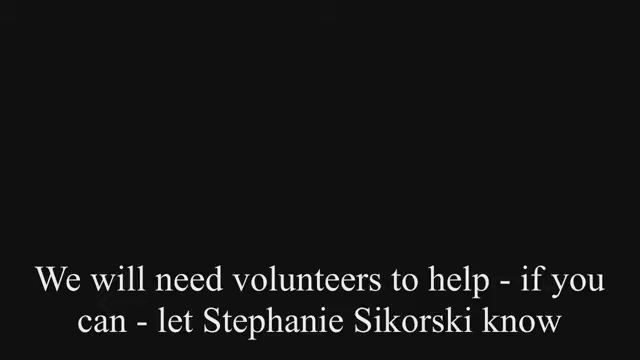 We will need volunteers to help - if you
can - let Stephanie Sikorski know